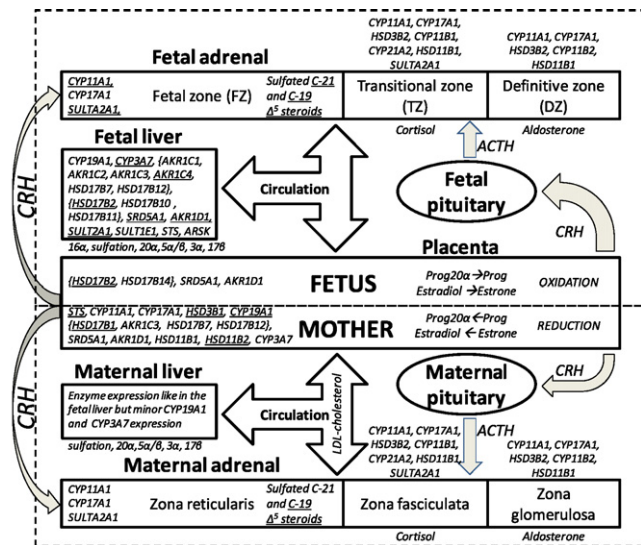 CYP11A1, CYP17A1,
HSD3B2, CYP11B1,
CYP21A2, HSD11B1,
SULTA2A1
CYP11A1, CYP17A1,
HSD3B2, CYP11B2,
HSD11B1
Fetal adrenal
CYP11A1,
CYP17A1
SULTA2A1,
Fetal zone (FZ)
Sulfated C-21
and C-19
Δ5 steroids
Transitional zone
(TZ)
Definitive zone
(DZ)
Cortisol
Aldosterone
Fetal liver
CYP19A1, CYP3A7, {AKR1C1,
AKR1C2, AKR1C3, AKR1C4,
HSD17B7, HSD17B12},
{HSD17B2, HSD17B10 ,
HSD17B11} SRD5A1, AKR1D1,
SULT2A1, SULT1E1, STS, ARSK
16α, sulfation, 20α,5α/β, 3α, 17β
Circulation
ACTH
Fetal
pituitary
CRH
CRH
Placenta
{HSD17B2, HSD17B14}, SRD5A1, AKR1D1
FETUS
Prog20α→Prog
Estradiol →Estrone
OXIDATION
STS, CYP11A1, CYP17A1, HSD3B1, CYP19A1
{HSD17B1, AKR1C3, HSD17B7, HSD17B12},
SRD5A1, AKR1D1, HSD11B1, HSD11B2, CYP3A7
MOTHER
Prog20α←Prog
Estradiol ← Estrone
REDUCTION
CRH
CRH
Maternal liver
Enzyme expression like in the
fetal liver but minor CYP19A1
and CYP3A7 expression
sulfation, 20α,5α/β, 3α, 17β
Circulation
LDL-cholesterol
Maternal
pituitary
ACTH
CYP11A1, CYP17A1,
HSD3B2, CYP11B1,
CYP21A2, HSD11B1,
SULTA2A1
CYP11A1, CYP17A1,
HSD3B2, CYP11B2,
HSD11B1
Maternal adrenal
CYP11A1
CYP17A1
SULTA2A1
Zona reticularis
Sulfated C-21
and C-19
Δ5 steroids
Zona fasciculata
Zona
glomerulosa
Cortisol
Aldosterone